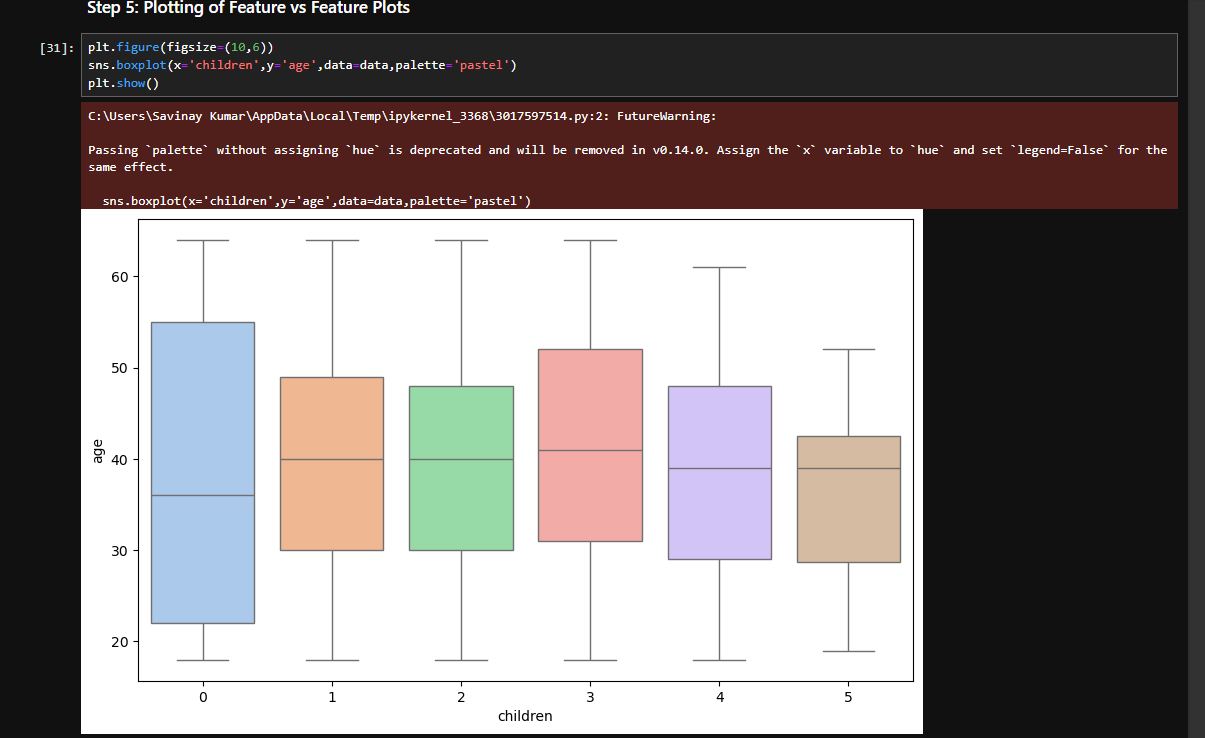 Step 5: Plotting of Feature vs Feature Plots
[31]: plt.figure(figsize=(10,6))
sns.boxplot(x='children',y='age',data=data,palette='pastel')
plt.show()
C:\Users\Savinay Kumar\AppData\Local\Temp\ipykernel_3368\3017597514.py:2: FutureWarning:
Passing `palette` without assigning `hue` is deprecated and will be removed in v0.14.0. Assign the `x` variable to `hue` and set `legend=False` for the
same effect.
sns.boxplot(x='children',y='age',data=data,palette='pastel')
60
50
age
40
30
20
0 1 2 3 4 5
children